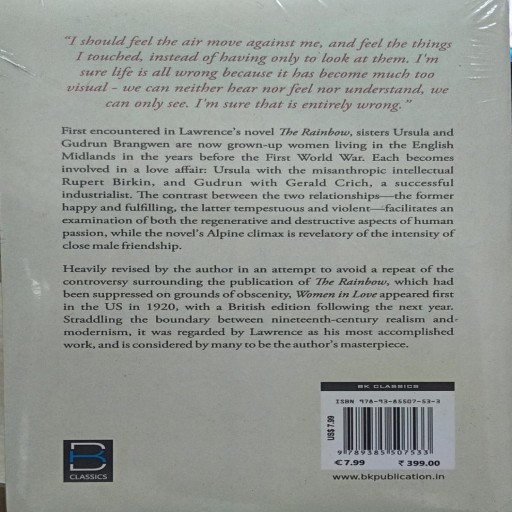 "I should feel the air move against me, and feel the things
I touched, instead of having only to look at them. I'm
sure life is all wrong because it has become much too
visual - we can neither hear nor feel nor understand, we
can only see. I'm sure that is entirely wrong."
First encountered in Lawrence's novel The Rainbow, sisters Ursula and
Gudrun Brangwen are now grown-up women living in the English
Midlands in the years before the First World War. Each becomes
involved in a love affair: Ursula with the misanthropic intellectual
Rupert Birkin, and Gudrun with Gerald Crich, a successful
industrialist. The contrast between the two relationships—the former
happy and fulfilling, the latter tempestuous and violent—facilitates an
examination of both the regenerative and destructive aspects of human
passion, while the novel's Alpine climax is revelatory of the intensity of
close male friendship.
Heavily revised by the author in an attempt to avoid a repeat of the
controversy surrounding the publication of The Rainbow, which had
been suppressed on grounds of obscenity, Women in Love appeared first
in the US in 1920, with a British edition following the next year.
Straddling the boundary between nineteenth-century realism and-
modernism, it was regarded by Lawrence as his most accomplished
work, and is considered by many to be the author's masterpiece.
BK CLASSICS
ISBN 978-93-85507-53-3
US$ 7.99
9 789385 507533
€7.99 ₹399.00
www.bkpublication.in
B
CLASSICS